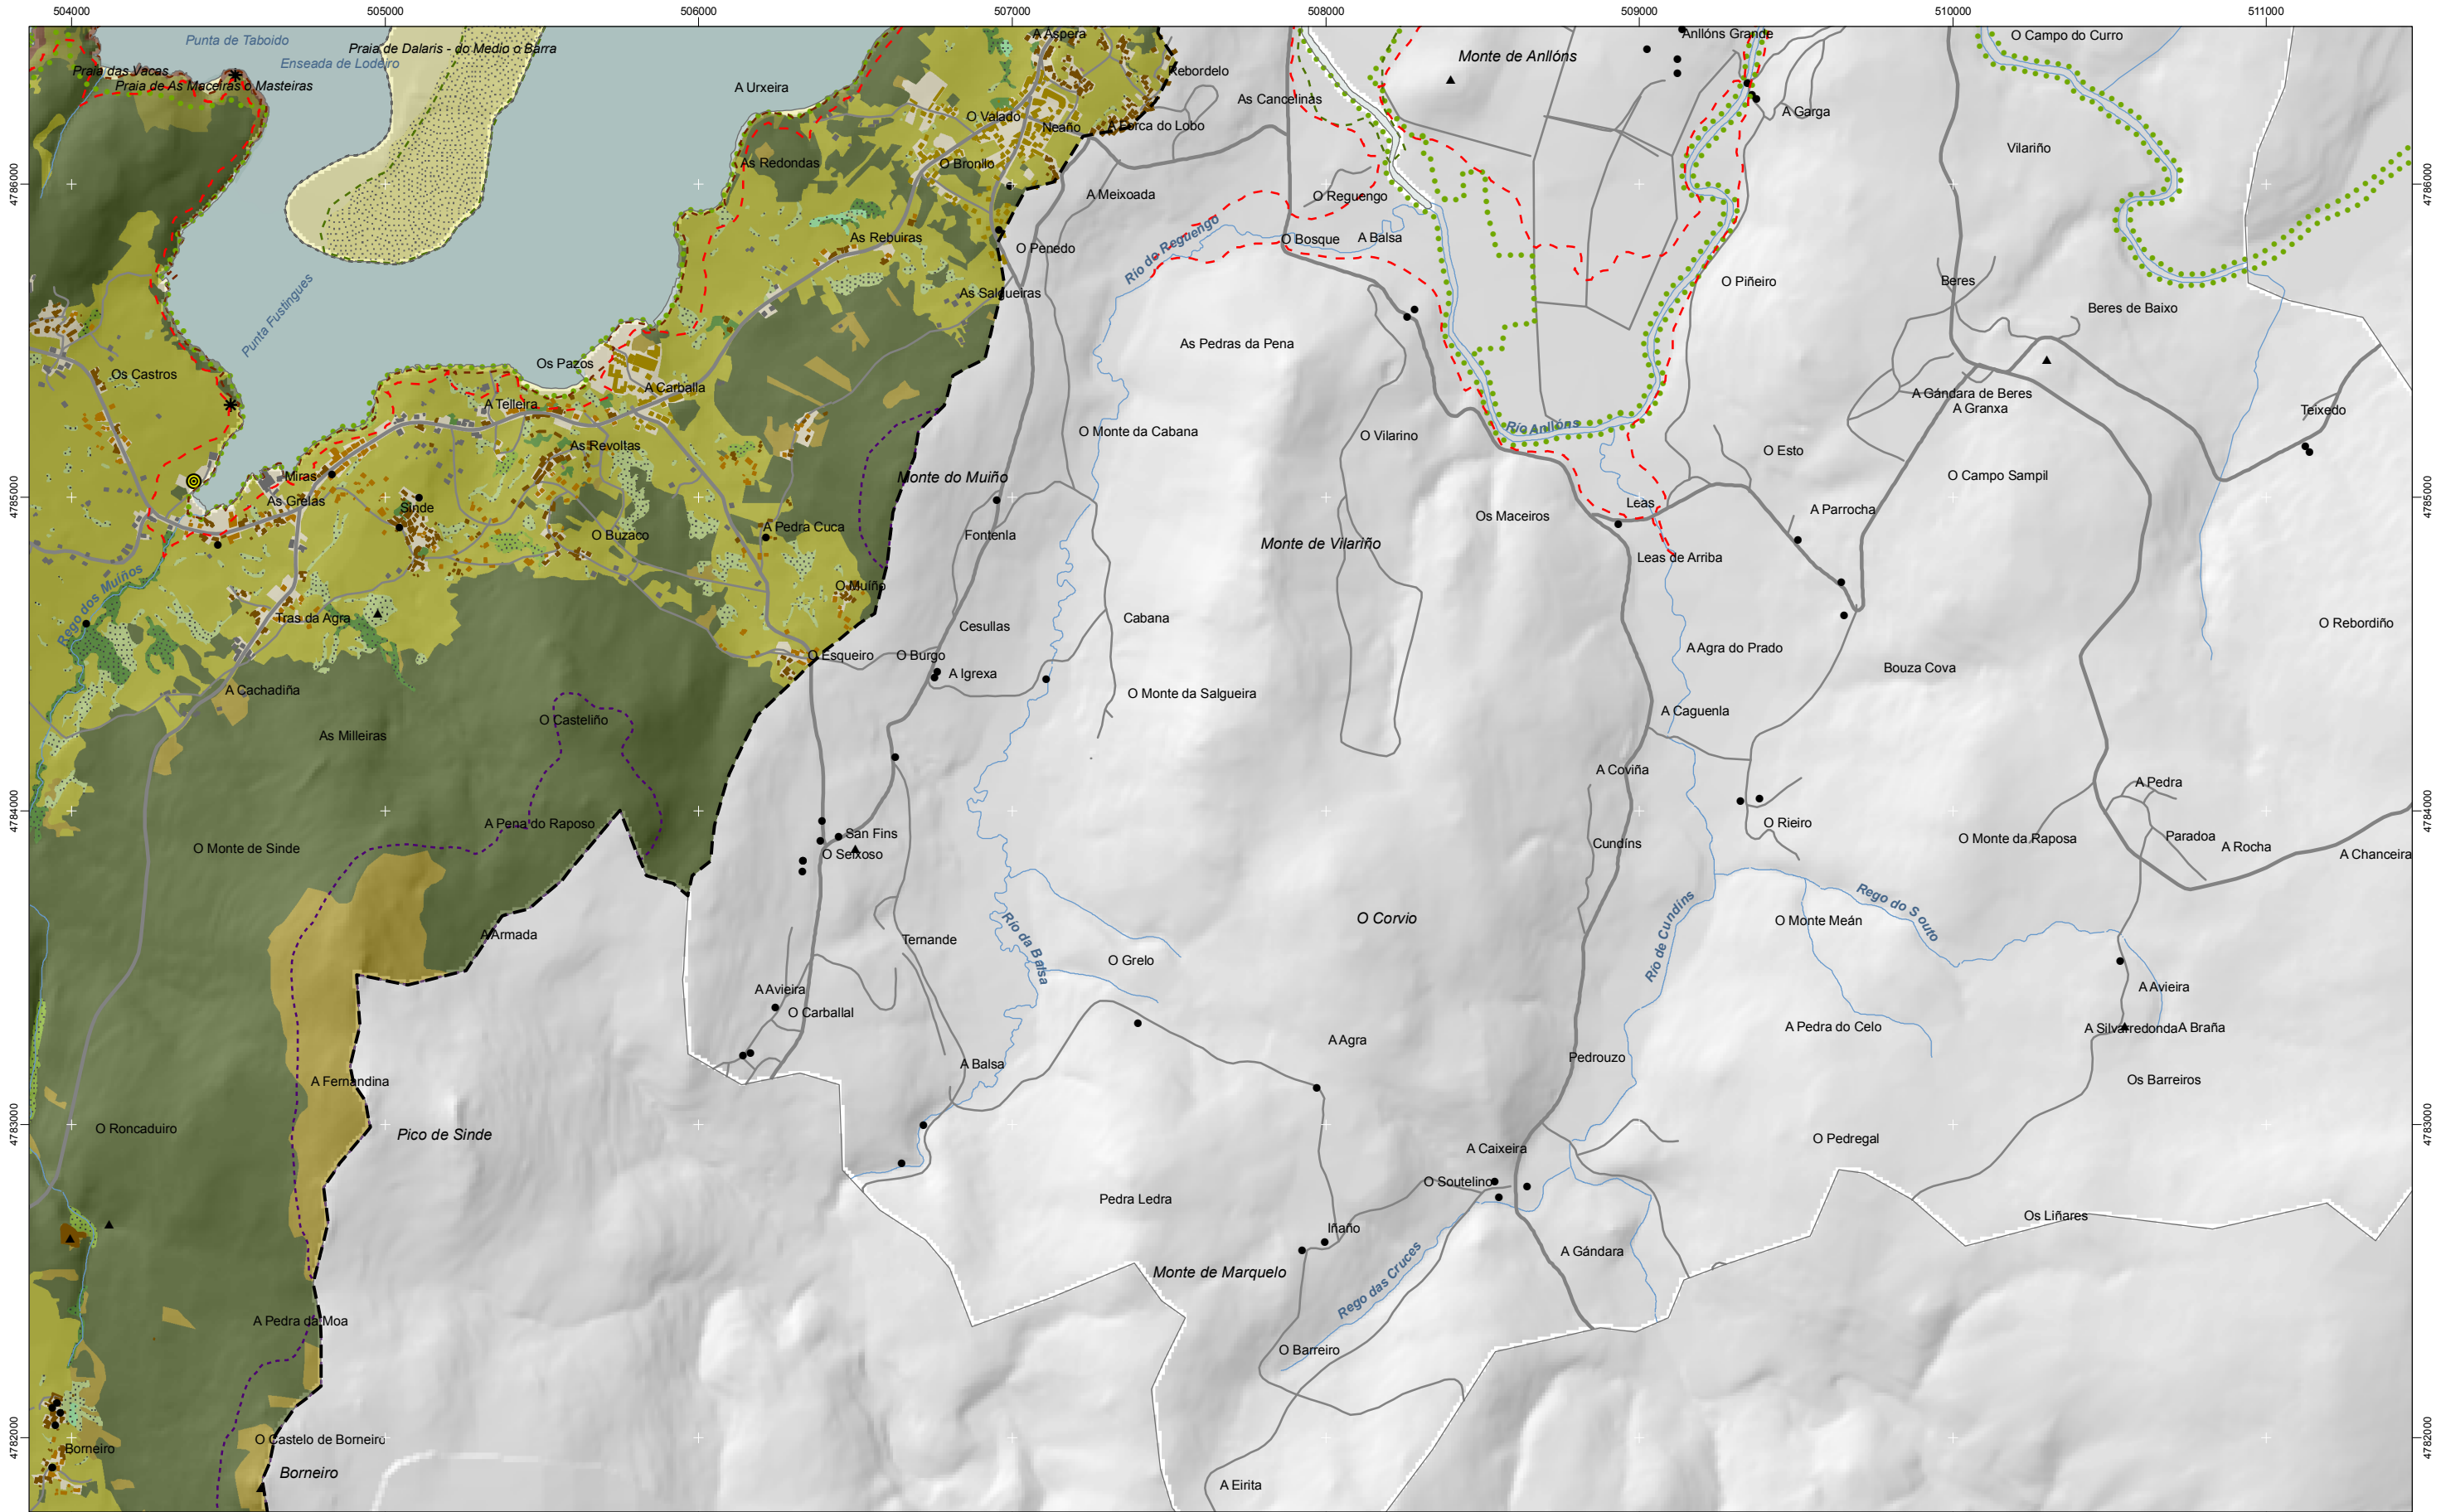 504000
505000
506000
507000
508000
509000
510000
511000
Punta de Taboido
Praia de Dalaris - do Medio o Barra
A Aspera
Anllóns Grande
O Campo do Curro
Enseada de Lodeiro
Monte de Anllóns
Praia das Vacas
Rebordelo
Praia de As Maceiras o Masteiras
A Urxeira
As Cancelinas
O Valado
A Garga
Neaño
A Forca do Lobo
Vilariño
As Redondas
O Bronllo
4786000
4786000
A Meixoada
O Reguengo
Río do Reguengo
As Rebuiras
O Bosque
A Balsa
O Penedo
O Piñeiro
Beres
As Salgueiras
Punta Fustingues
Beres de Baixo
As Pedras da Pena
Os Pazos
Os Castros
A Carballa
A Gándara de Beres
A Telleira
A Granxa
Teixedo
Río Anllóns
O Monte da Cabana
O Vilarino
As Revoltas
O Esto
Miras
Monte do Muiño
O Campo Sampil
4785000
4785000
As Grelas
Sinde
Leas
A Parrocha
Os Maceiros
A Pedra Cuca
O Buzaco
Fontenla
Monte de Vilariño
Leas de Arriba
Rego dos Muiños
O Muíño
Tras da Agra
Cabana
Cesullas
O Rebordiño
A Agra do Prado
O Esqueiro
O Burgo
A Igrexa
Bouza Cova
A Cachadiña
O Monte da Salgueira
O Casteliño
A Caguenla
As Milleiras
A Coviña
A Pedra
4784000
4784000
A Pena do Raposo
San Fins
O Rieiro
Paradoa
O Monte de Sinde
O Seixoso
Cundíns
O Monte da Raposa
A Rocha
A Chanceira
Rego do Souto
O Corvio
O Monte Meán
A Armada
Ternande
Río da Balsa
Río de Cundíns
O Grelo
A Avieira
A Avieira
O Carballal
A Pedra do Celo
A Silvarredonda
A Braña
A Agra
Pedrouzo
A Balsa
A Fernandina
Os Barreiros
4783000
4783000
O Roncaduiro
Pico de Sinde
O Pedregal
A Caixeira
O Soutelino
Pedra Ledra
Os Liñares
Iñaño
A Gándara
Monte de Marquelo
Rego das Cruces
A Pedra da Moa
O Barreiro
4782000
4782000
Borneiro
O Castelo de Borneiro
Borneiro
A Eirita